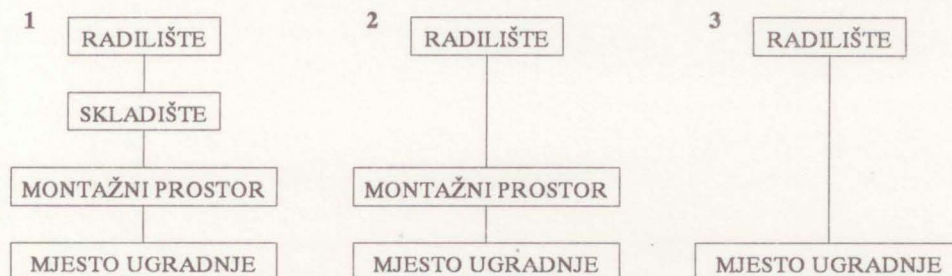 1
RADILIŠTE
SKLADIŠTE
MONTAŽNI PROSTOR
MJESTO UGRADNJE
2
RADILIŠTE
MONTAŽNI PROSTOR
MJESTO UGRADNJE
3
RADILIŠTE
MJESTO UGRADNJE